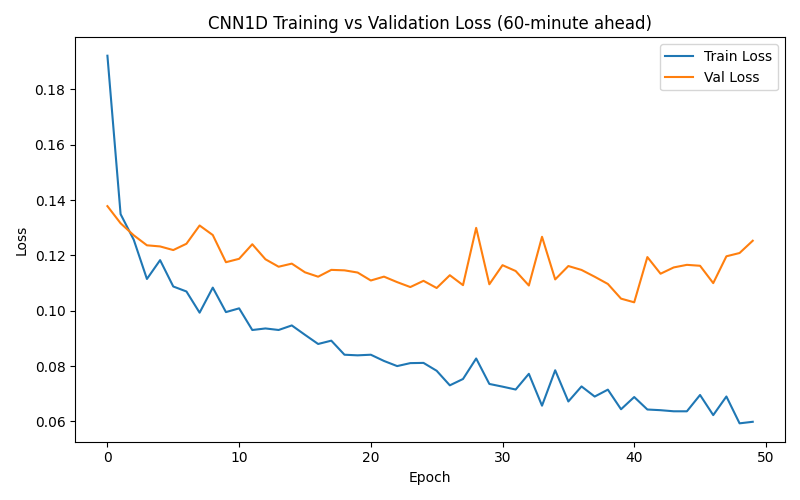 CNN1D Training vs Validation Loss (60-minute ahead)
Train Loss
Val Loss
0.18
0.16
0.14
0.12
0.10
0.08
0.06
Loss
0 10 20 30 40 50
Epoch